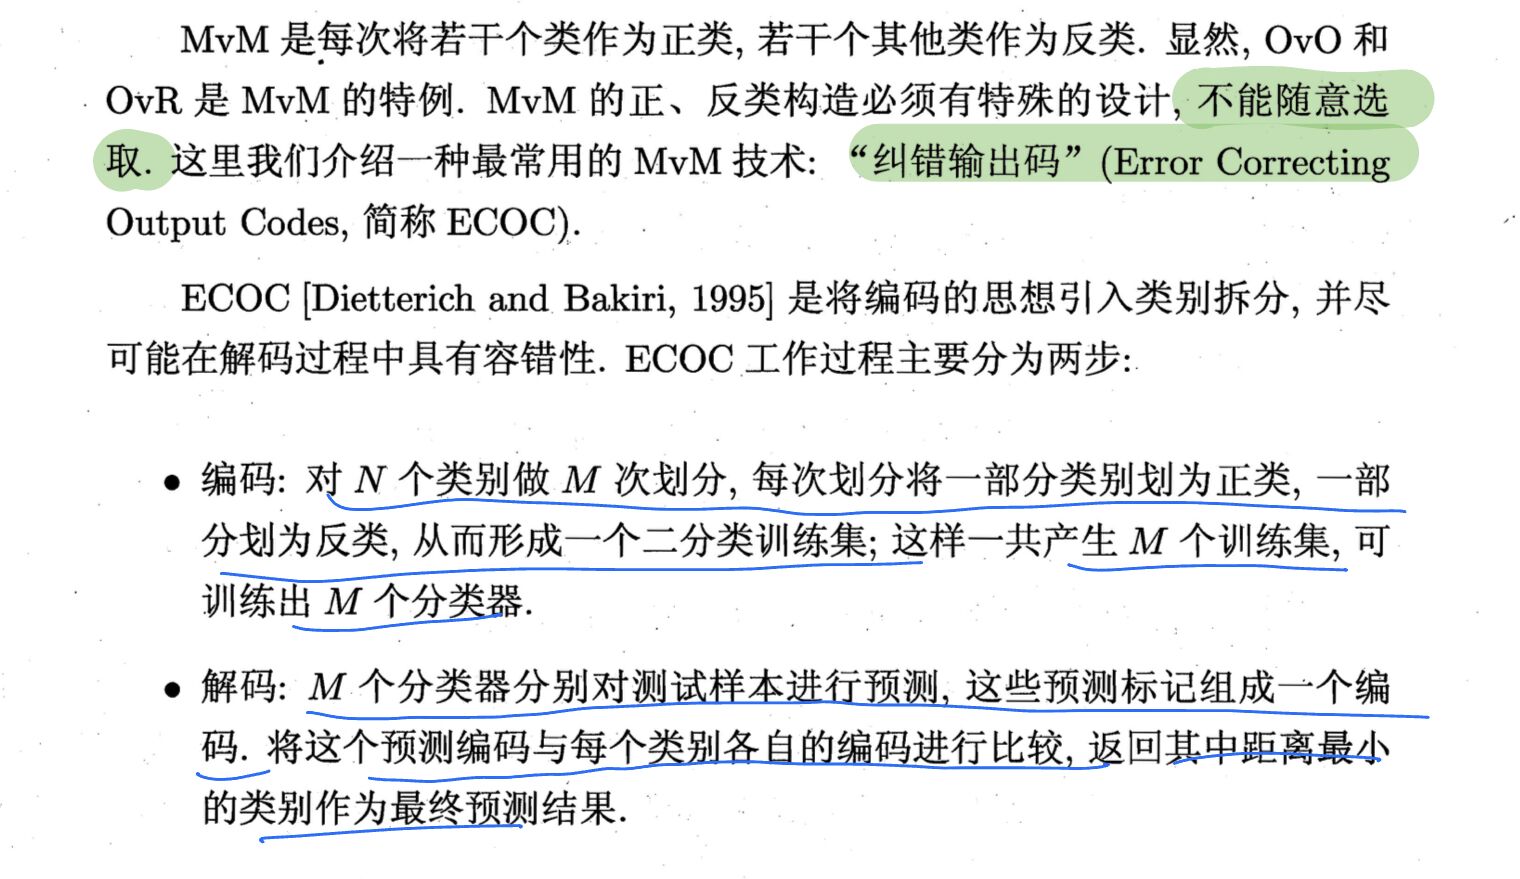 MvM 是每次将若干个类作为正类, 若干个其他类作为反类. 显然, OvO 和
OvR 是 MvM 的特例. MvM 的正、反类构造必须有特殊的设计, 不能随意选
取. 这里我们介绍一种最常用的 MvM 技术: “纠错输出码” (Error Correcting
Output Codes, 简称 ECOC).
ECOC [Dietterich and Bakiri, 1995] 是将编码的思想引入类别拆分, 并尽
可能在解码过程中具有容错性. ECOC 工作过程主要分为两步:
• 编码: 对 N 个类别做 M 次划分, 每次划分将一部分类别划为正类, 一部
分划为反类, 从而形成一个二分类训练集; 这样一共产生 M 个训练集, 可
训练出 M 个分类器.
• 解码: M 个分类器分别对测试样本进行预测, 这些预测标记组成一个编
码. 将这个预测编码与每个类别各自的编码进行比较, 返回其中距离最小
的类别作为最终预测结果.